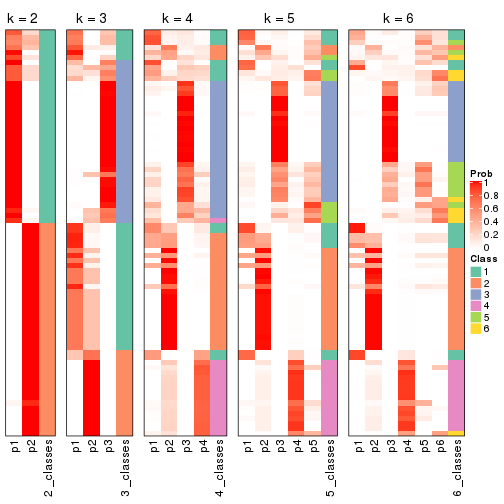 k = 2
k = 3
k = 4
k = 5
k = 6
Prob
1
0.8
0.6
0.4
0.2
0
Class
1
2
3
4
5
6
p1
p2
2_classes
p1
p2
p3
3_classes
p1
p2
p3
p4
4_classes
p1
p2
p3
p4
p5
5_classes
p1
p2
p3
p4
p5
p6
6_classes